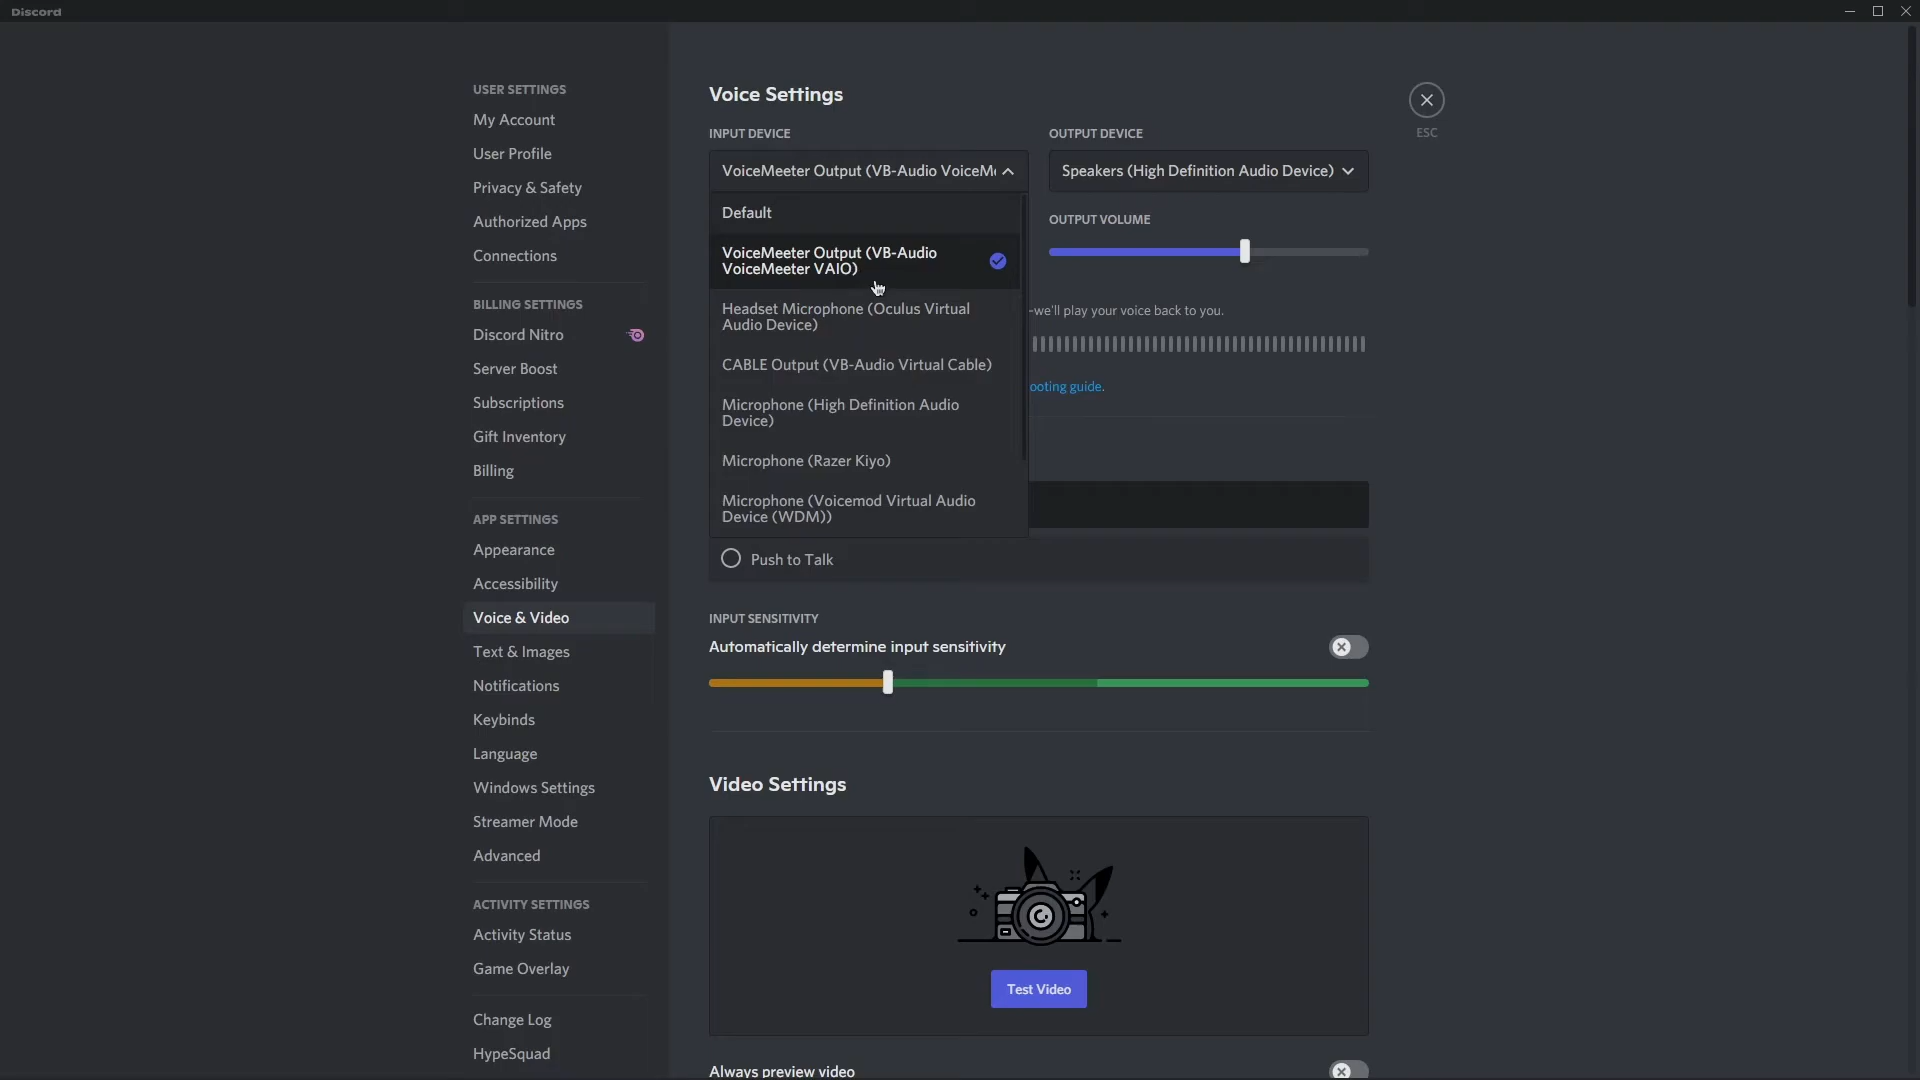 Discord
USER SETTINGS
My Account
User Profile
Privacy & Safety
Authorized Apps
Connections
BILLING SETTINGS
Discord Nitro
Server Boost
Subscriptions
Gift Inventory
Billing
APP SETTINGS
Appearance
Accessibility
Voice & Video
Text & Images
Notifications
Keybinds
Language
Windows Settings
Streamer Mode
Advanced
ACTIVITY SETTINGS
Activity Status
Game Overlay
Change Log
HypeSquad
Voice Settings
ESC
INPUT DEVICE
VoiceMeeter Output (VB-Audio VoiceM
Default
VoiceMeeter Output (VB-Audio
VoiceMeeter VAIO)
Headset Microphone (Oculus Virtual
Audio Device)
CABLE Output (VB-Audio Virtual Cable)
Microphone (High Definition Audio
Device)
Microphone (Razer Kiyo)
Microphone (Voicemod Virtual Audio
Device (WDM))
OUTPUT DEVICE
Speakers (High Definition Audio Device)
OUTPUT VOLUME
-we'll play your voice back to you.
ooting guide.
Push to Talk
INPUT SENSITIVITY
Automatically determine input sensitivity
Video Settings
Test Video
Always preview video